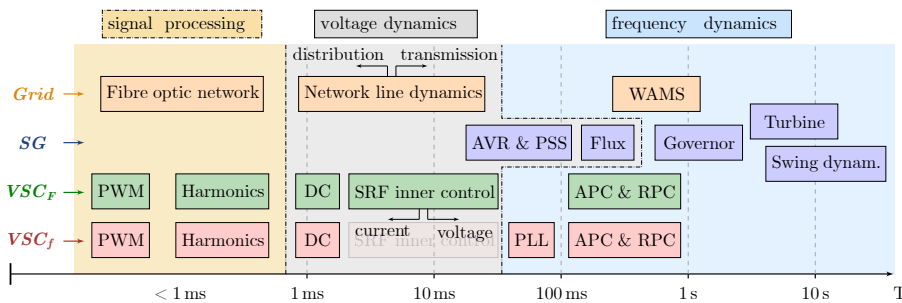 signal processing
voltage dynamics
frequency dynamics
distribution
transmission
Grid
Fibre optic network
Network line dynamics
WAMS
Turbine
SG
AVR & PSS
Flux
Governor
Swing dynam.
VSC_F
PWM
Harmonics
DC
SRF inner control
APC & RPC
current
voltage
VSC_f
PWM
Harmonics
DC
SRF inner control
PLL
APC & RPC
< 1 ms
1 ms
10 ms
100 ms
1 s
10 s
T